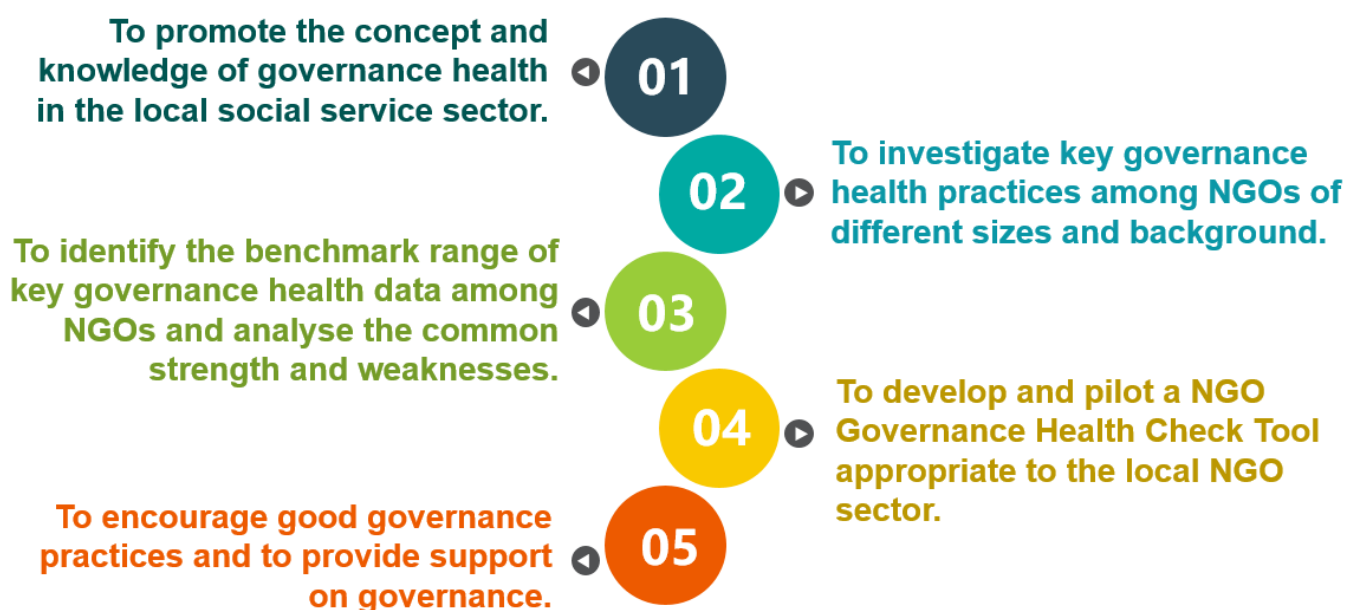 To promote the concept and
knowledge of governance health
in the local social service sector.
01
02
To investigate key governance
health practices among NGOs of
different sizes and background.
To identify the benchmark range of
key governance health data among
NGOs and analyse the common
strength and weaknesses.
03
04
To develop and pilot a NGO
Governance Health Check Tool
appropriate to the local NGO
sector.
To encourage good governance
practices and to provide support
on governance.
05